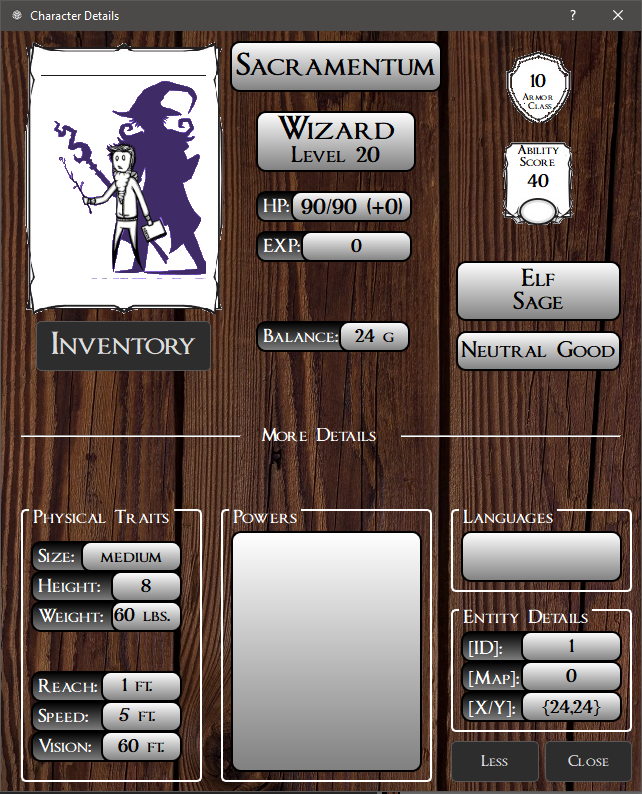 Character Details
Sacramentum
Wizard
Level 20
HP: 90/90 (+0)
EXP: 0
Balance: 24 G
10
Armor
Class
Ability
Score
40
Elf
Sage
Neutral Good
Inventory
More Details
Physical Traits
Size: medium
Height: 8
Weight: 60 lbs.
Reach: 1 ft.
Speed: 5 ft.
Vision: 60 ft.
Powers
Languages
Entity Details
[ID]: 1
[Map]: 0
[X/Y]: {24,24}
Less
Close